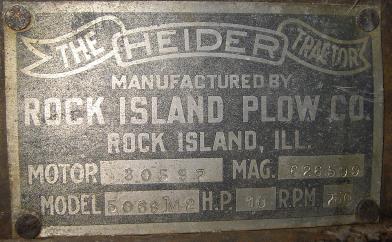 THE HEIDER TRACTOR
MANUFACTURED BY
ROCK ISLAND PLOW CO.
ROCK ISLAND, ILL.
MOTOR MAG.
MODEL H.P. R.P.M.